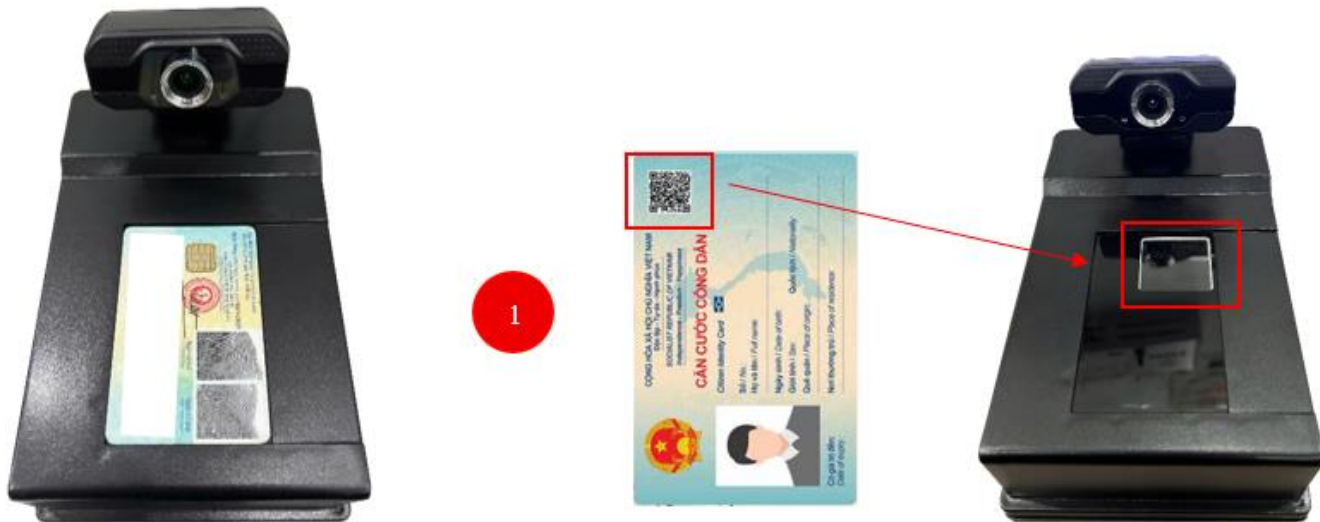 1
CỘNG HÒA XÃ HỘI CHỦ NGHĨA VIỆT NAM
Độc lập - Tự do - Hạnh phúc
SOCIALIST REPUBLIC OF VIETNAM
Independence - Freedom - Happiness
CĂN CƯỚC CÔNG DÂN
Citizen Identity Card
Số / No.:
Họ và tên / Full name:
Ngày sinh / Date of birth:
Giới tính / Sex: Quốc tịch / Nationality:
Quê quán / Place of origin:
Nơi thường trú / Place of residence:
Có giá trị đến:
Date of expiry: